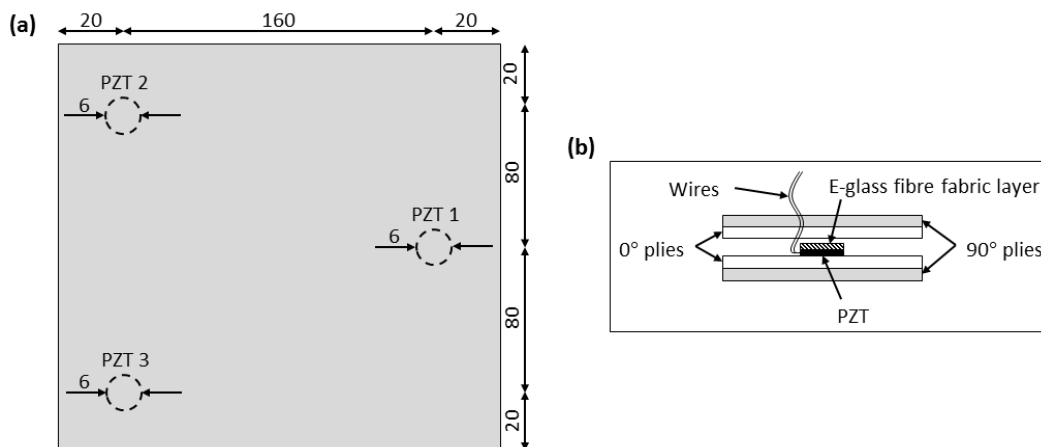 (a)
20
160
20
PZT 2
6
20
80
PZT 1
6
80
PZT 3
6
20
(b)
Wires
E-glass fibre fabric layer
0° plies
90° plies
PZT